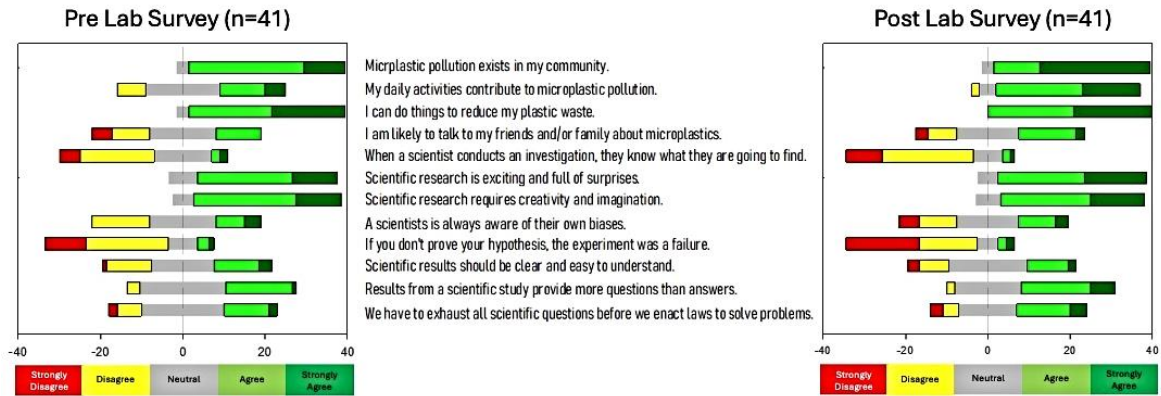 Pre Lab Survey (n=41)
Post Lab Survey (n=41)
Micrplastic pollution exists in my community.
My daily activities contribute to microplastic pollution.
I can do things to reduce my plastic waste.
I am likely to talk to my friends and/or family about microplastics.
When a scientist conducts an investigation, they know what they are going to find.
Scientific research is exciting and full of surprises.
Scientific research requires creativity and imagination.
A scientists is always aware of their own biases.
If you don't prove your hypothesis, the experiment was a failure.
Scientific results should be clear and easy to understand.
Results from a scientific study provide more questions than answers.
We have to exhaust all scientific questions before we enact laws to solve problems.
-40 -20 0 20 40
-40 -20 0 20 40
Strongly Disagree Disagree Neutral Agree Strongly Agree
Strongly Disagree Disagree Neutral Agree Strongly Agree